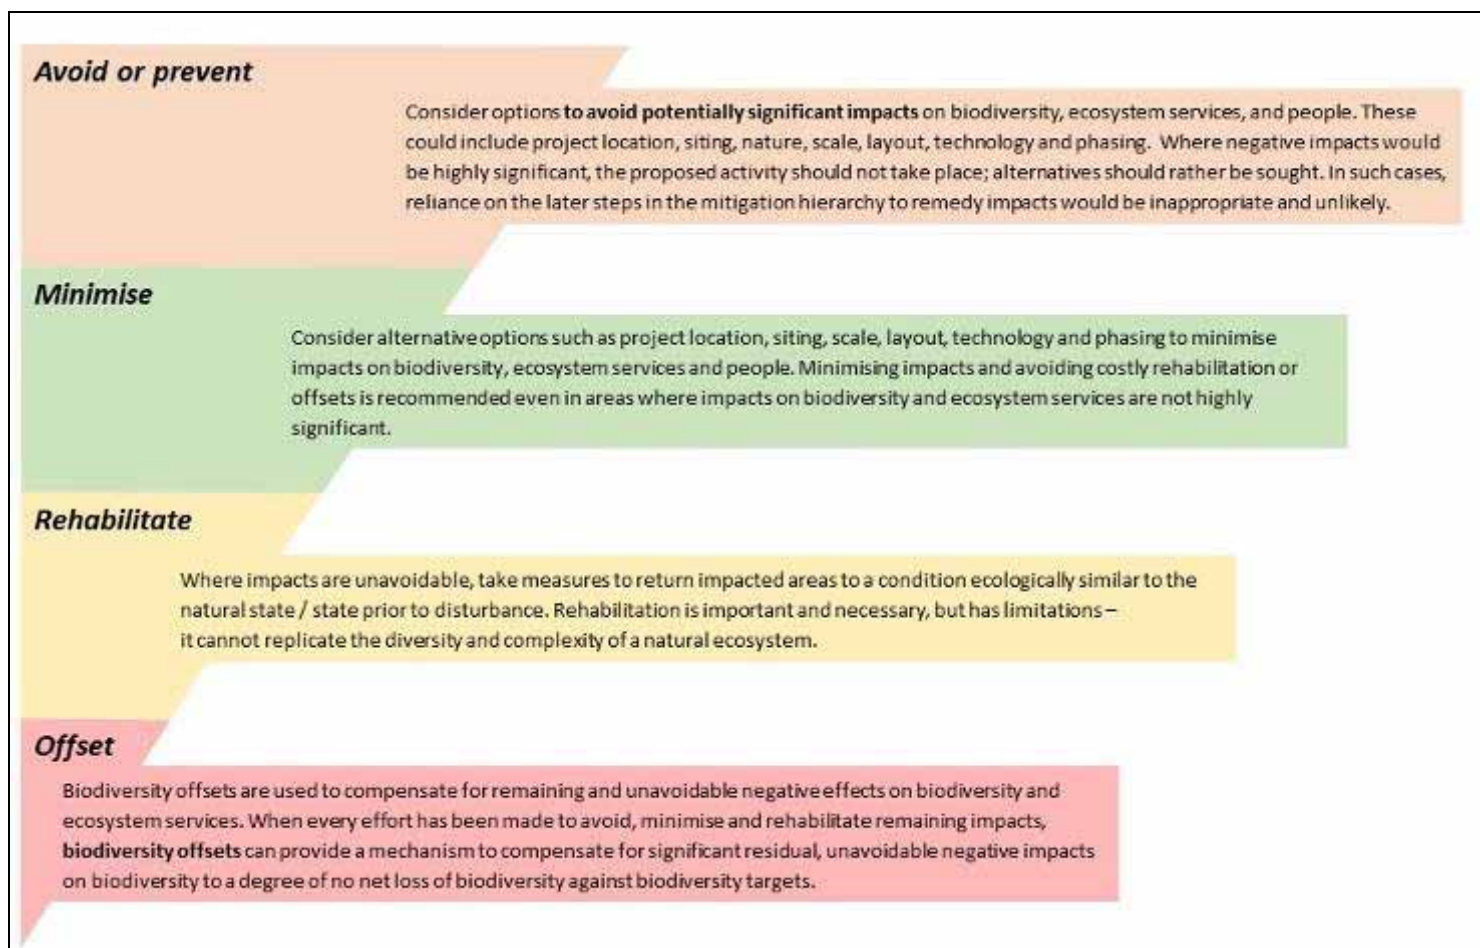 Avoid or prevent
Consider options to avoid potentially significant impacts on biodiversity, ecosystem services, and people. These
could include project location, siting, nature, scale, layout, technology and phasing. Where negative impacts would
be highly significant, the proposed activity should not take place; alternatives should rather be sought. In such cases,
reliance on the later steps in the mitigation hierarchy to remedy impacts would be inappropriate and unlikely.
Minimise
Consider alternative options such as project location, siting, scale, layout, technology and phasing to minimise
impacts on biodiversity, ecosystem services and people. Minimising impacts and avoiding costly rehabilitation or
offsets is recommended even in areas where impacts on biodiversity and ecosystem services are not highly
significant.
Rehabilitate
Where impacts are unavoidable, take measures to return impacted areas to a condition ecologically similar to the
natural state / state prior to disturbance. Rehabilitation is important and necessary, but has limitations –
it cannot replicate the diversity and complexity of a natural ecosystem.
Offset
Biodiversity offsets are used to compensate for remaining and unavoidable negative effects on biodiversity and
ecosystem services. When every effort has been made to avoid, minimise and rehabilitate remaining impacts,
biodiversity offsets can provide a mechanism to compensate for significant residual, unavoidable negative impacts
on biodiversity to a degree of no net loss of biodiversity against biodiversity targets.